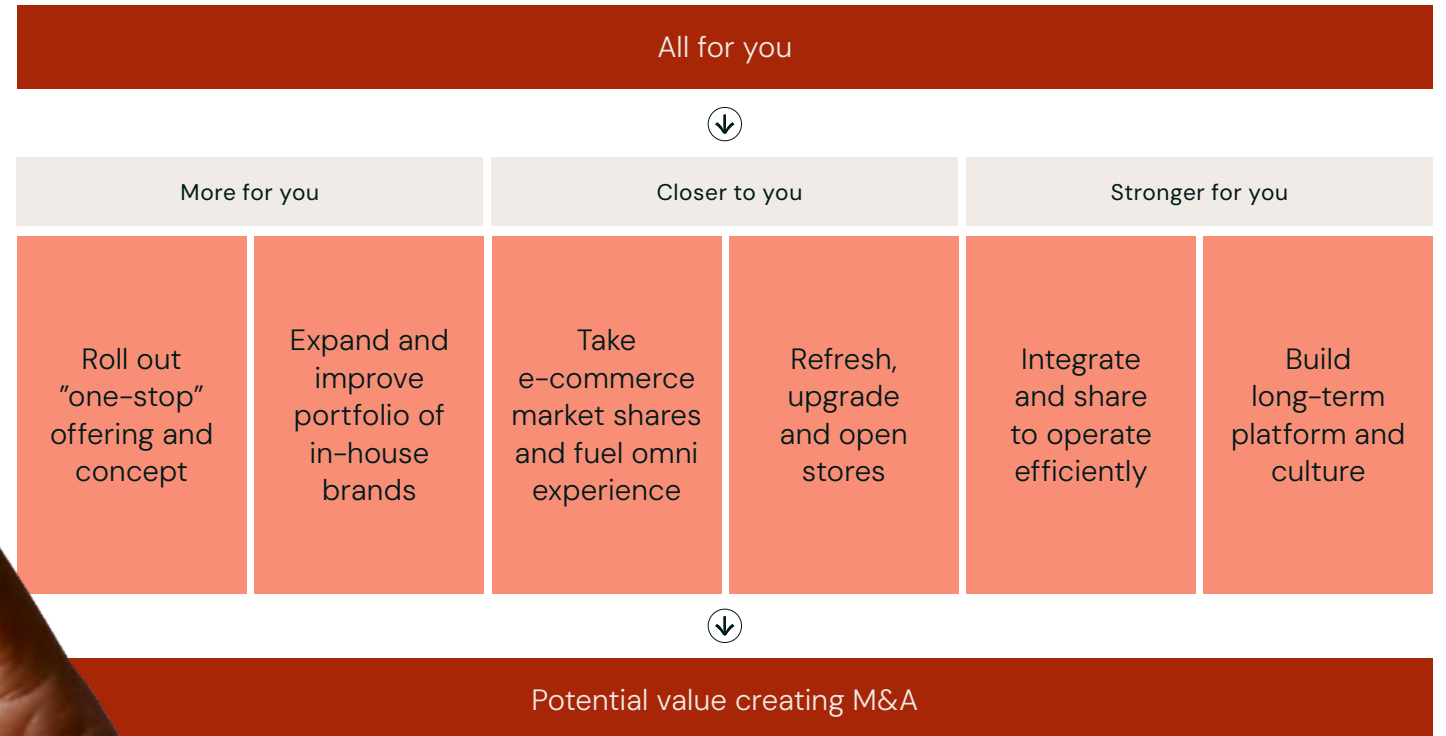 All for you
More for you
Closer to you
Stronger for you
Roll out
”one-stop”
offering and
concept
Expand and
improve
portfolio of
in-house
brands
Take
e-commerce
market shares
and fuel omni
experience
Refresh,
upgrade
and open
stores
Integrate
and share
to operate
efficiently
Build
long-term
platform and
culture
Potential value creating M&A